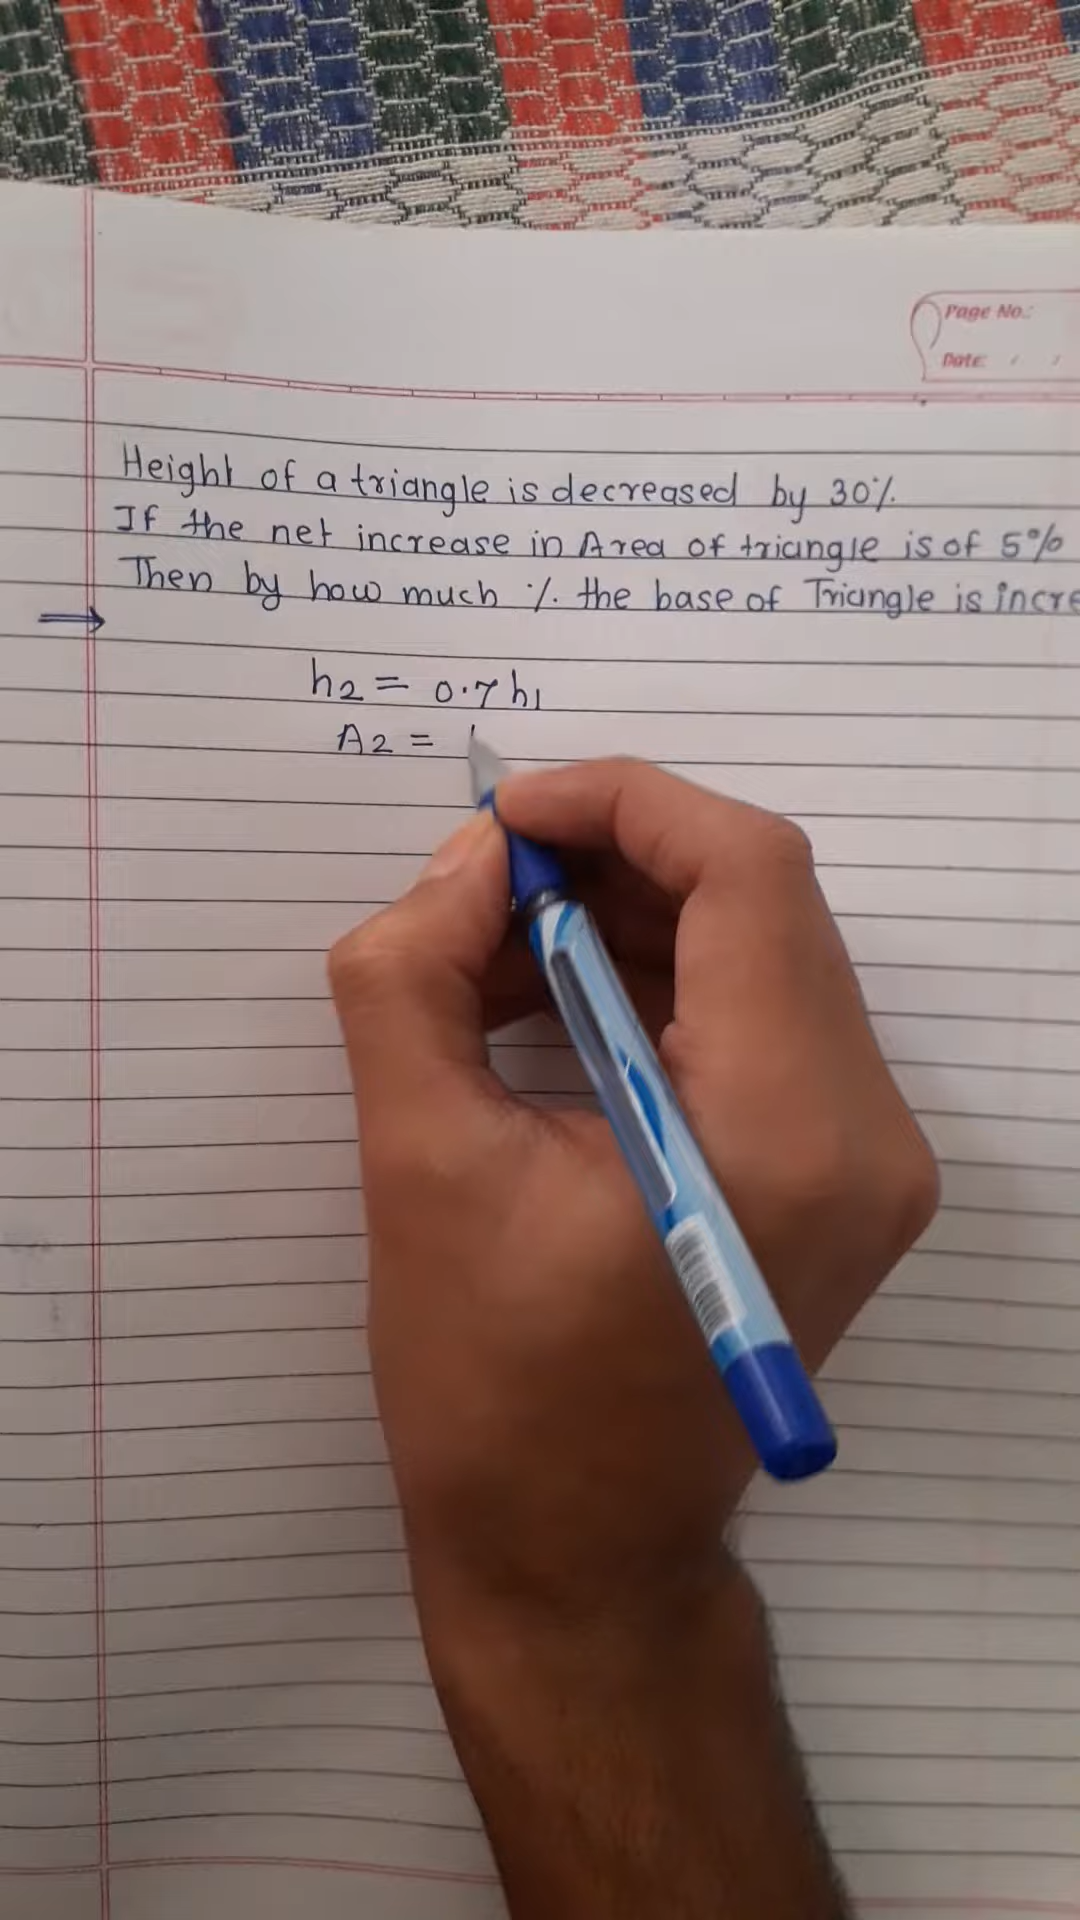 Page No.:
Date: / /
Height of a triangle is decreased by 30%.
If the net increase in Area of triangle is of 5%
Then by how much %. the base of Triangle is incre
h2 = 0.7 h1
A2 =